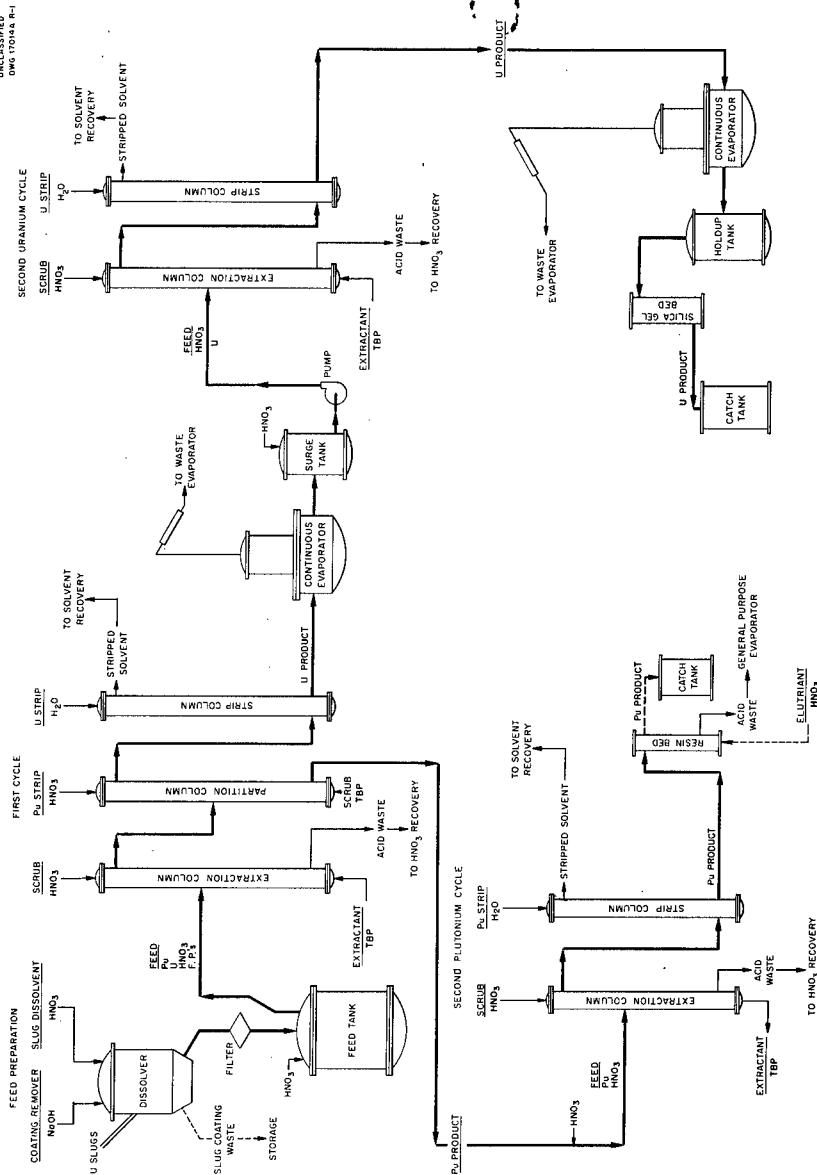 UNCLASSIFIED
DWG 17014A R-1
FEED PREPARATION
COATING REMOVER
NaOH
SLUG DISSOLVENT
HNO3
U SLUGS
DISSOLVER
SLUG COATING
WASTE
STORAGE
FILTER
HNO3
FEED TANK
FEED
Pu
U
HNO3
F.P.'s
FIRST CYCLE
SCRUB
HNO3
EXTRACTION COLUMN
EXTRACTANT
TBP
ACID WASTE
TO HNO3 RECOVERY
Pu STRIP
HNO3
PARTITION COLUMN
SCRUB
TBP
U STRIP
H2O
STRIP COLUMN
STRIPPED
SOLVENT
TO SOLVENT
RECOVERY
U PRODUCT
CONTINUOUS
EVAPORATOR
TO WASTE
EVAPORATOR
HNO3
SURGE
TANK
PUMP
FEED
HNO3
U
SECOND URANIUM CYCLE
SCRUB
HNO3
EXTRACTION COLUMN
EXTRACTANT
TBP
ACID WASTE
TO HNO3 RECOVERY
U STRIP
H2O
STRIP COLUMN
STRIPPED SOLVENT
TO SOLVENT
RECOVERY
U PRODUCT
CONTINUOUS
EVAPORATOR
TO WASTE
EVAPORATOR
HOLDUP
TANK
SILICA GEL
BED
U PRODUCT
CATCH
TANK
Pu PRODUCT
HNO3
FEED
Pu
HNO3
SECOND PLUTONIUM CYCLE
SCRUB
HNO3
EXTRACTION COLUMN
EXTRACTANT
TBP
ACID
WASTE
TO HNO3 RECOVERY
Pu STRIP
H2O
STRIP COLUMN
STRIPPED SOLVENT
TO SOLVENT
RECOVERY
Pu PRODUCT
RESIN BED
Pu PRODUCT
CATCH
TANK
ACID
WASTE
GENERAL PURPOSE
EVAPORATOR
ELUTRIANT
HNO3